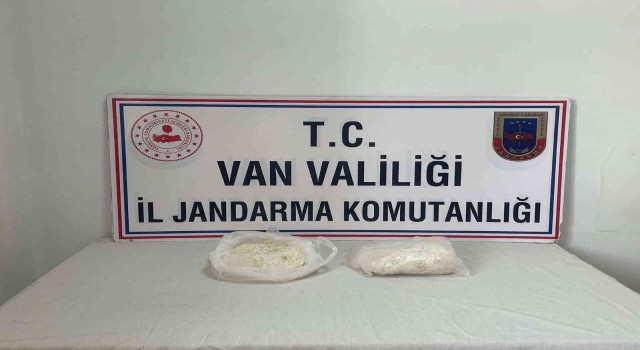 T.C.
VAN VALİLİĞİ
İL JANDARMA KOMUTANLIĞI